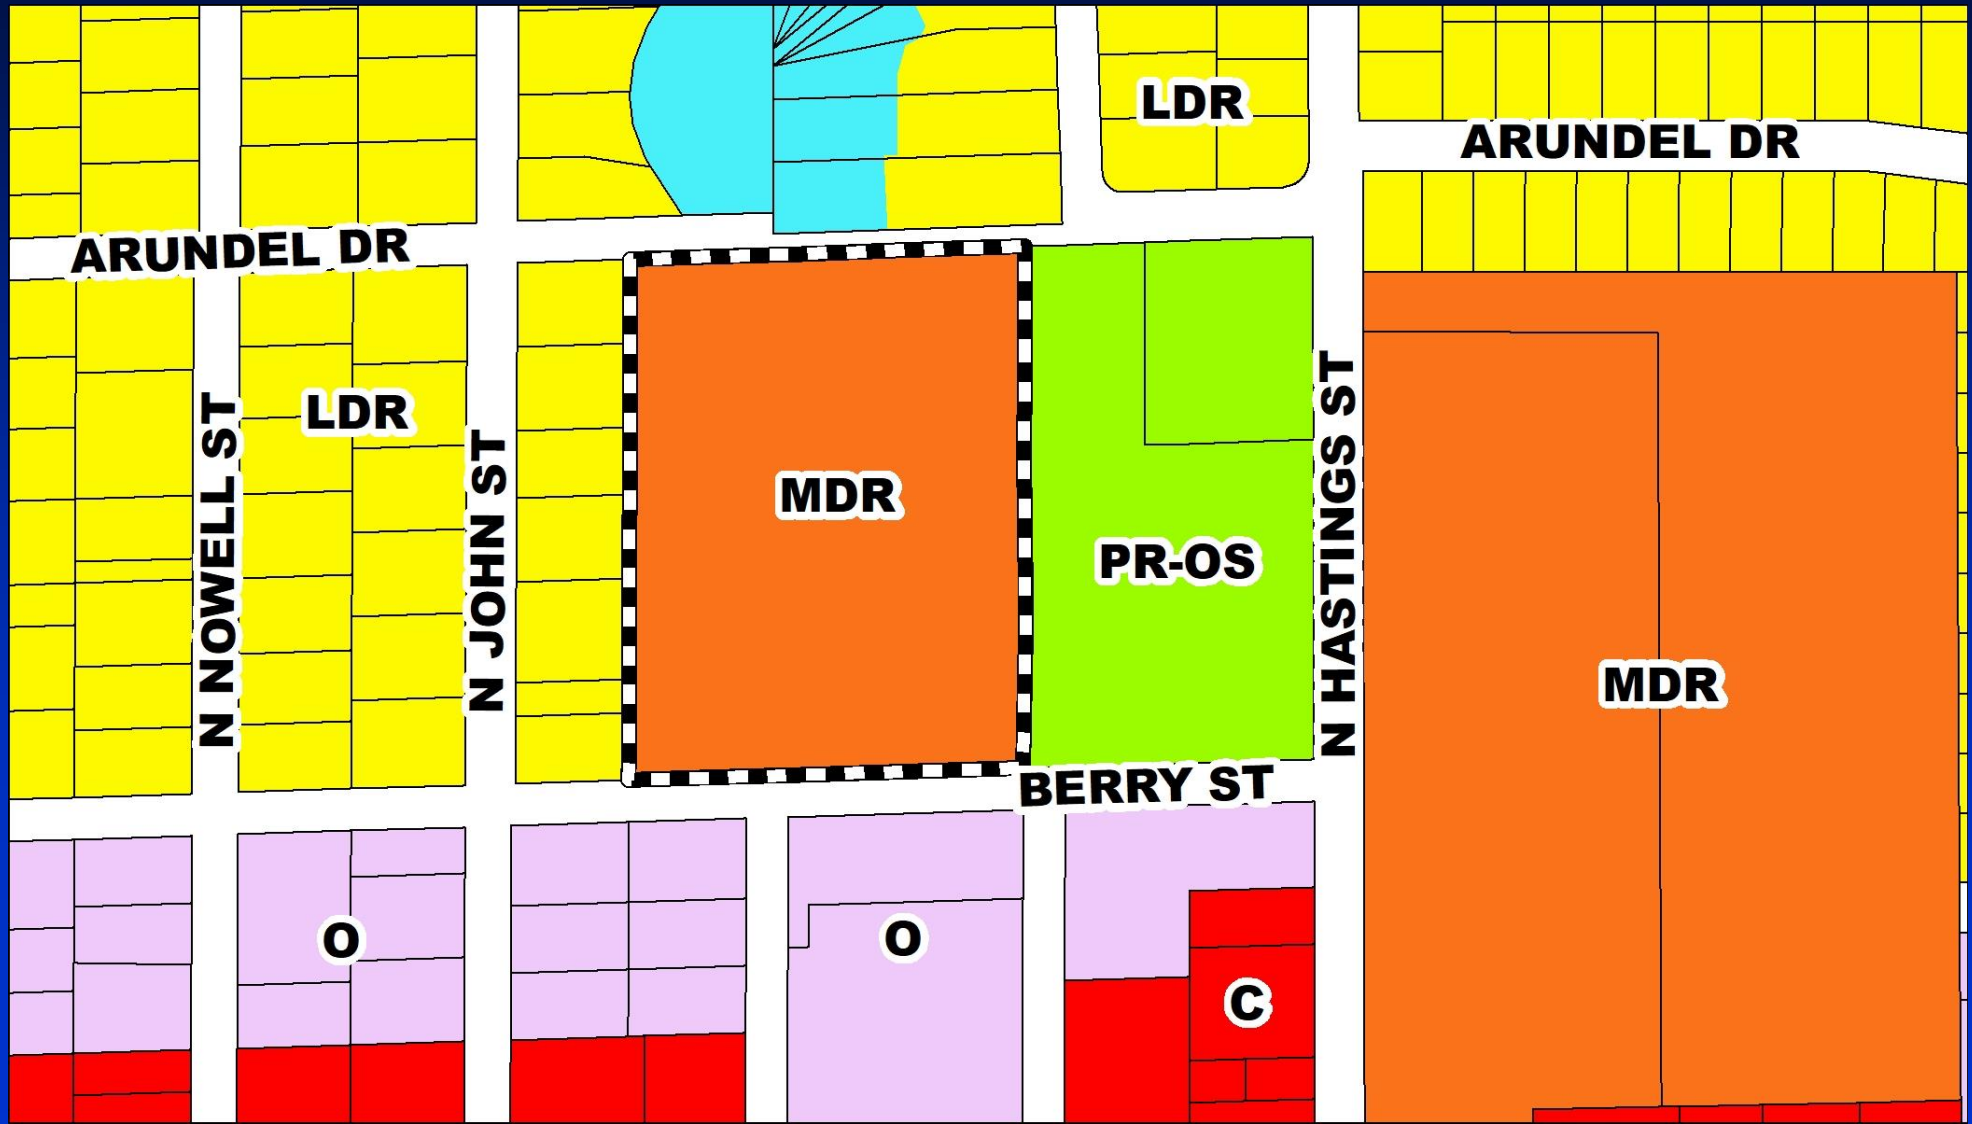 LDR
ARUNDEL DR
ARUNDEL DR
LDR
N NOWELL ST
N JOHN ST
MDR
PR-OS
N HASTINGS ST
MDR
BERRY ST
O
O
C